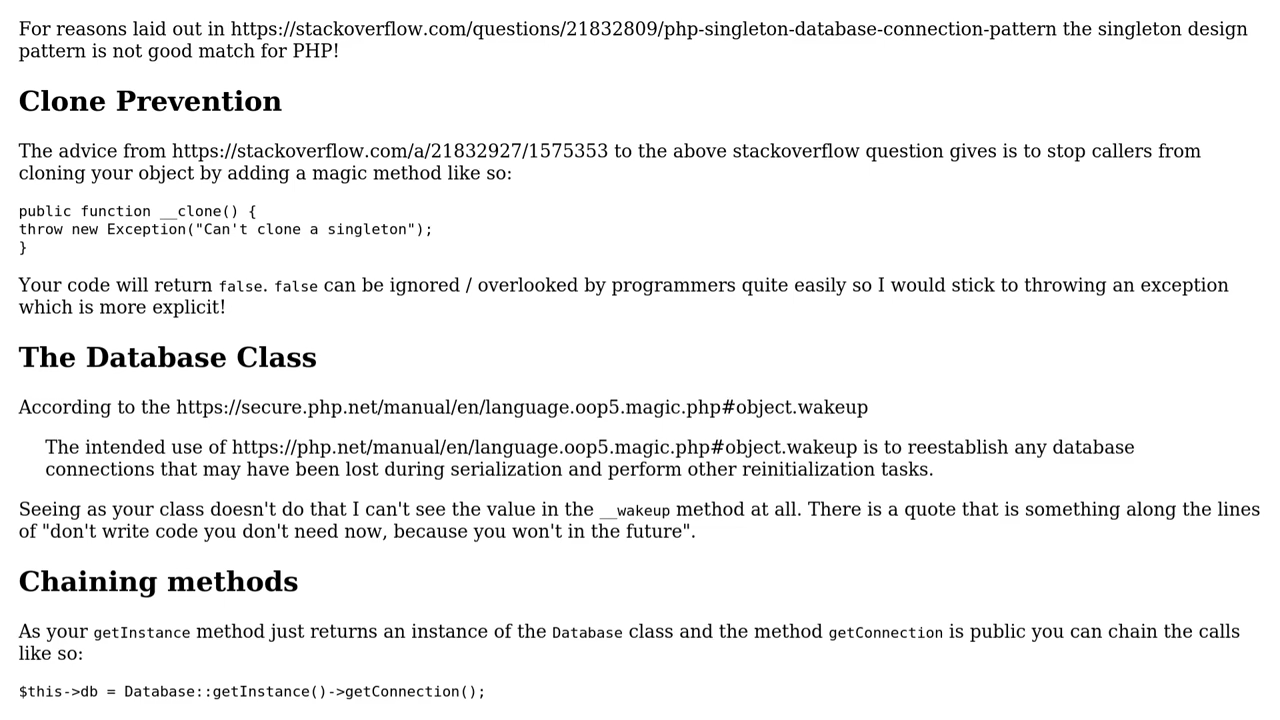 For reasons laid out in https://stackoverflow.com/questions/21832809/php-singleton-database-connection-pattern the singleton design
pattern is not good match for PHP!
Clone Prevention
The advice from https://stackoverflow.com/a/21832927/1575353 to the above stackoverflow question gives is to stop callers from
cloning your object by adding a magic method like so:
public function __clone() {
throw new Exception("Can't clone a singleton");
}
Your code will return false. false can be ignored / overlooked by programmers quite easily so I would stick to throwing an exception
which is more explicit!
The Database Class
According to the https://secure.php.net/manual/en/language.oop5.magic.php#object.wakeup
The intended use of https://php.net/manual/en/language.oop5.magic.php#object.wakeup is to reestablish any database
connections that may have been lost during serialization and perform other reinitialization tasks.
Seeing as your class doesn't do that I can't see the value in the __wakeup method at all. There is a quote that is something along the lines
of "don't write code you don't need now, because you won't in the future".
Chaining methods
As your getInstance method just returns an instance of the Database class and the method getConnection is public you can chain the calls
like so:
$this->db = Database::getInstance()->getConnection();